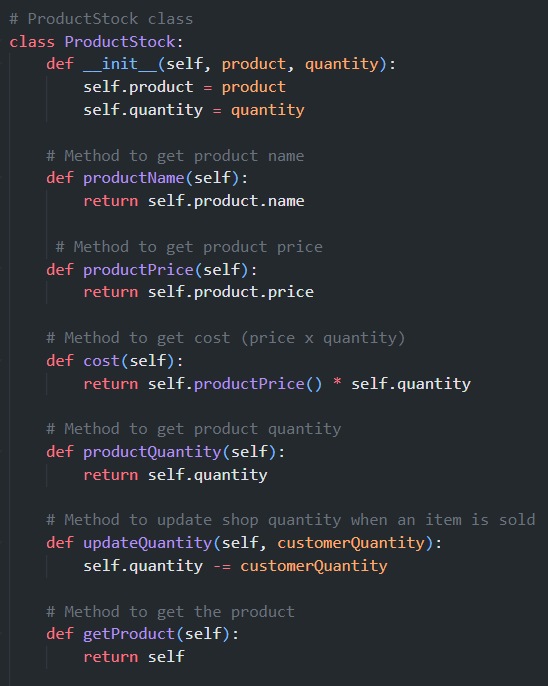 # ProductStock class
class ProductStock:
    def __init__(self, product, quantity):
        self.product = product
        self.quantity = quantity

    # Method to get product name
    def productName(self):
        return self.product.name

     # Method to get product price
    def productPrice(self):
        return self.product.price

    # Method to get cost (price x quantity)
    def cost(self):
        return self.productPrice() * self.quantity

    # Method to get product quantity
    def productQuantity(self):
        return self.quantity

    # Method to update shop quantity when an item is sold
    def updateQuantity(self, customerQuantity):
        self.quantity -= customerQuantity

    # Method to get the product
    def getProduct(self):
        return self